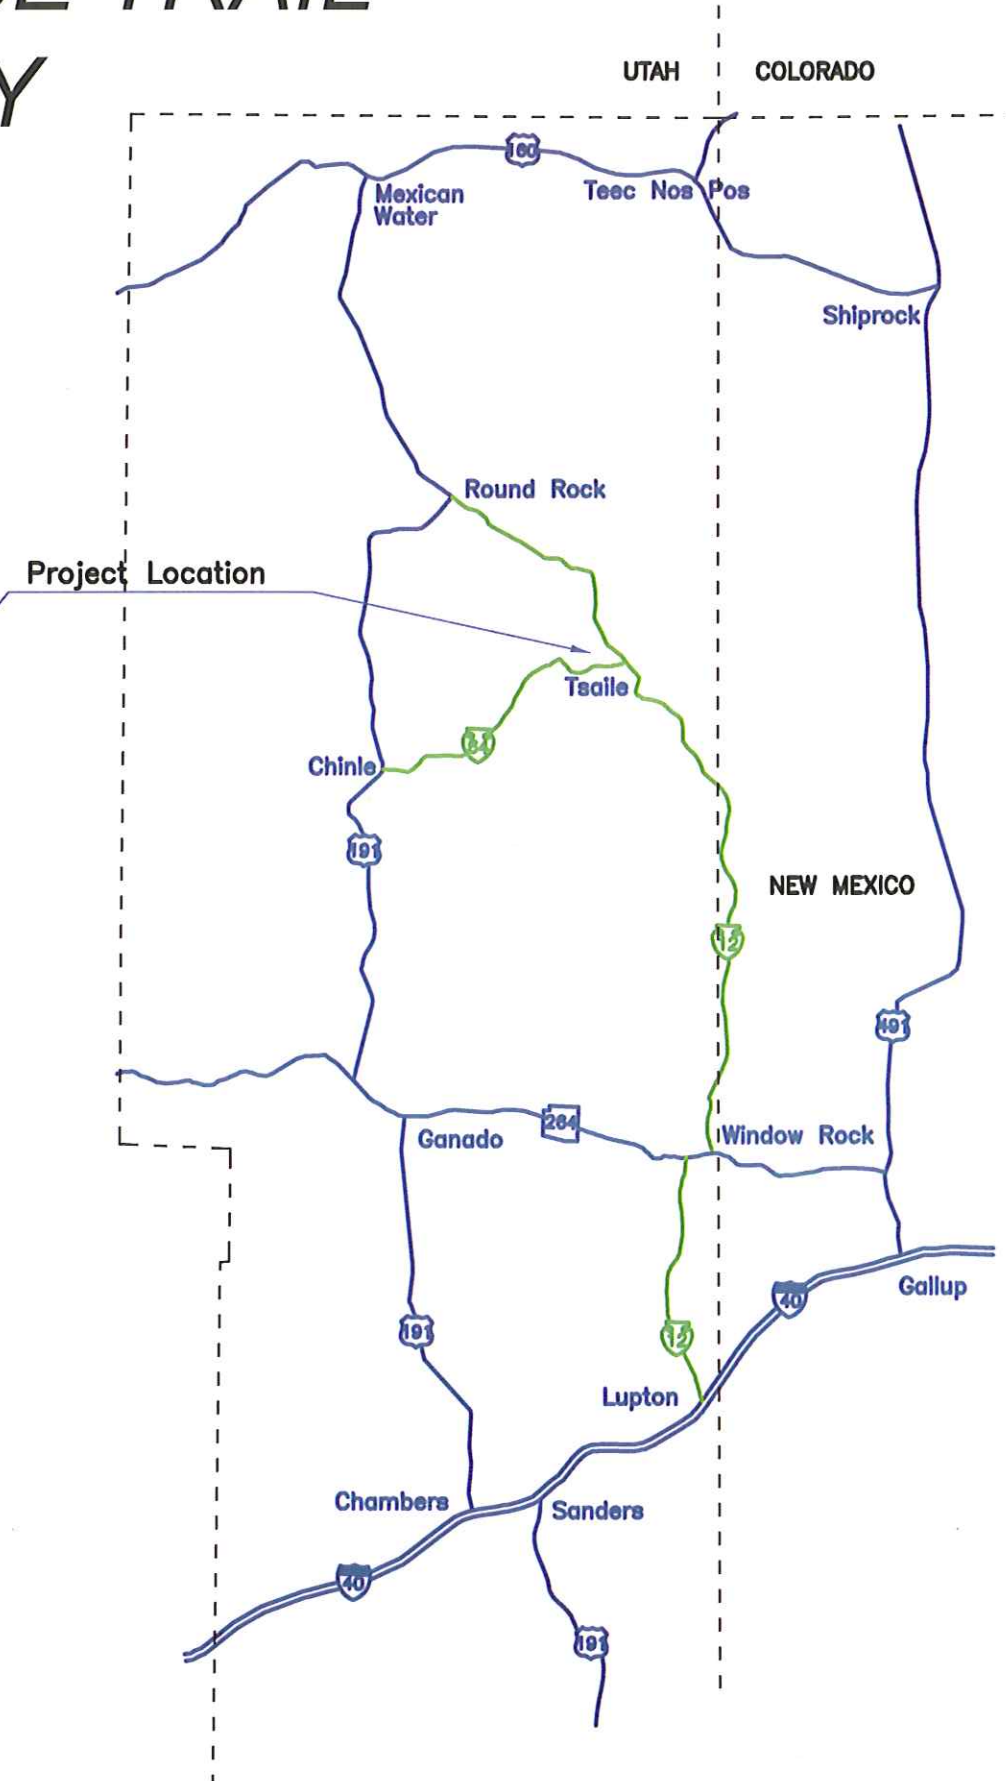 TRAIL
Y
UTAH
COLORADO
160
Mexican
Water
Teec Nos Pos
Shiprock
Round Rock
Project Location
Tsaile
64
Chinle
191
NEW MEXICO
12
491
264
Window Rock
Ganado
Gallup
40
191
12
Lupton
Chambers
Sanders
40
191